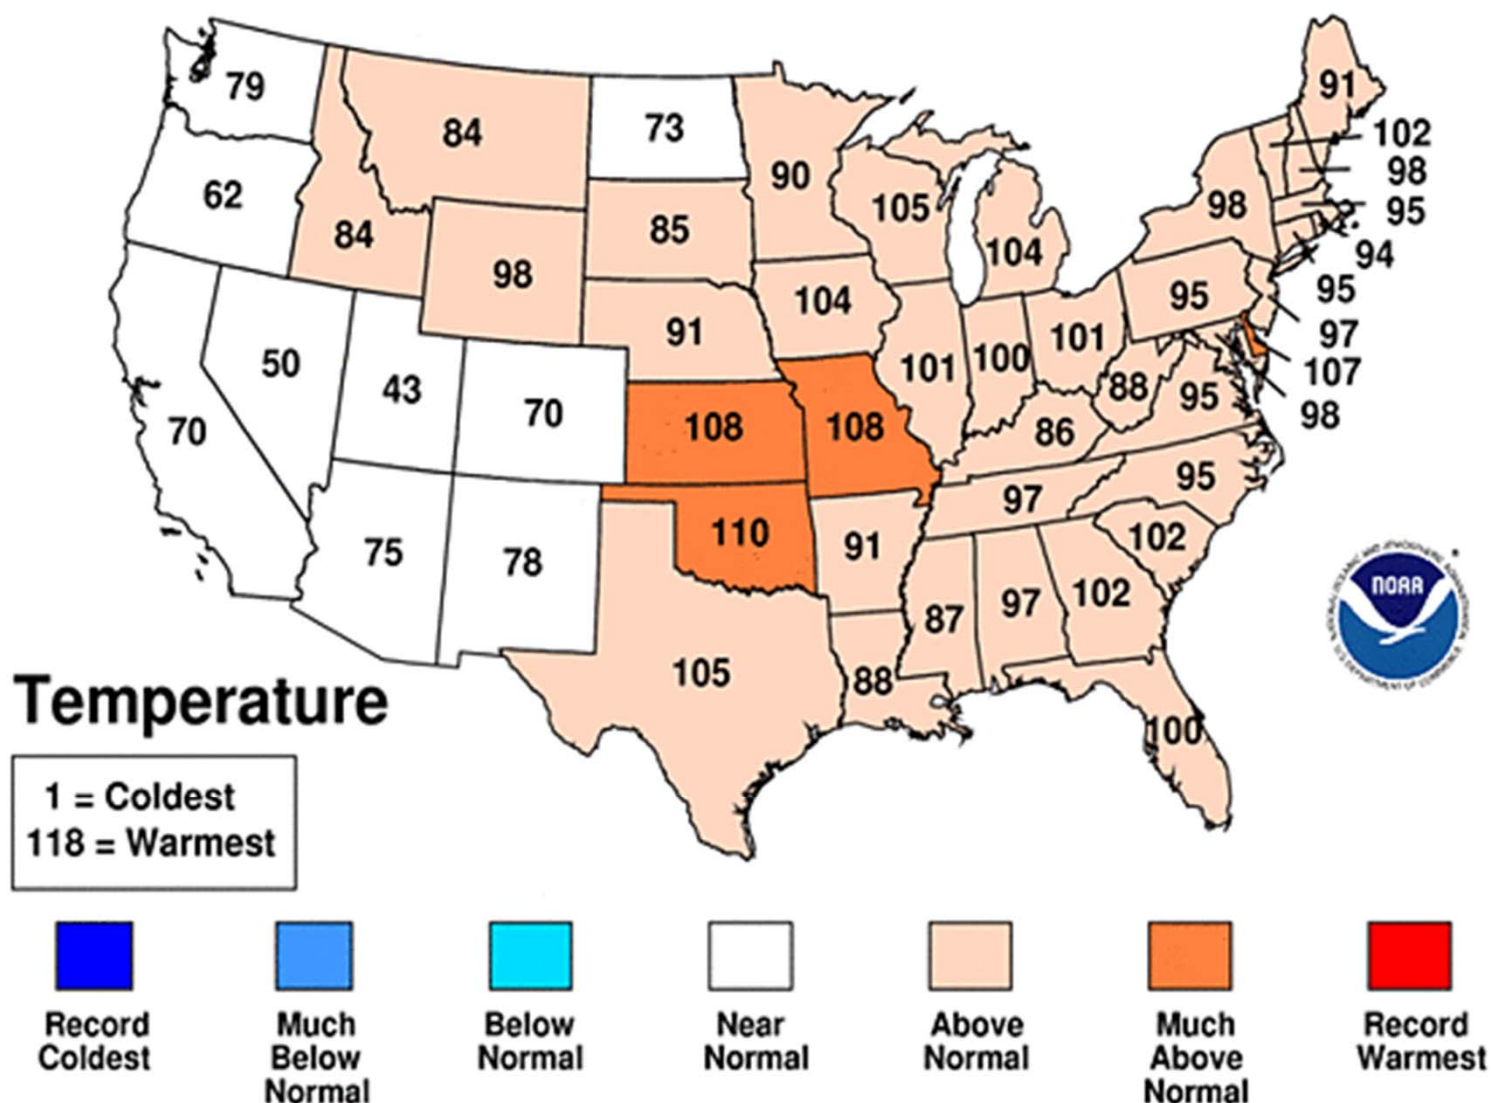 79
84
73
91
102
98
95
94
95
97
107
98
62
84
98
85
90
105
104
98
95
50
43
70
70
91
104
101
100
101
88
95
108
108
86
95
97
75
78
110
91
87
97
102
102
105
88
100
NOAA
Temperature
1 = Coldest
118 = Warmest
Record
Coldest
Much
Below
Normal
Below
Normal
Near
Normal
Above
Normal
Much
Above
Normal
Record
Warmest